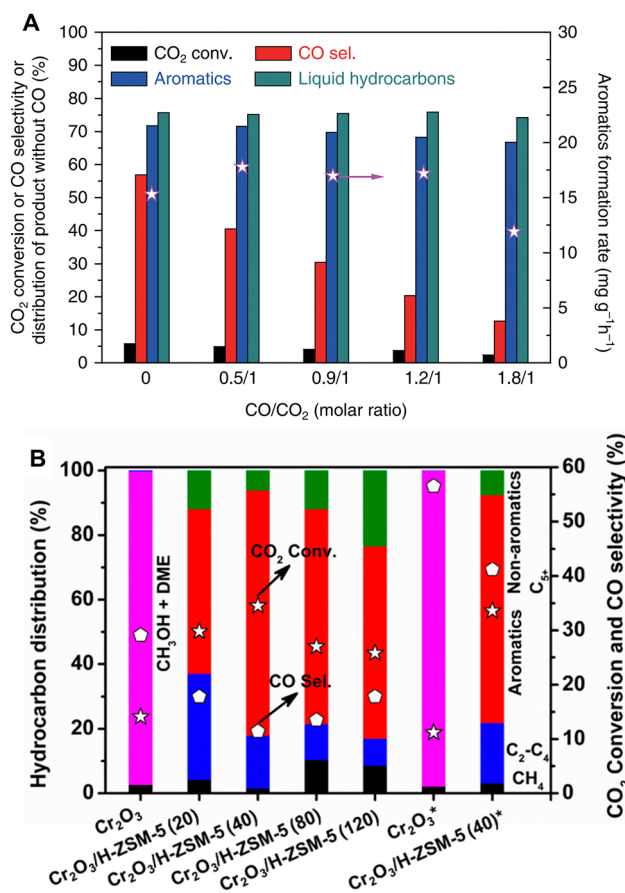 A
CO₂ conversion or CO selectivity or
distribution of product without CO (%)
100
90
80
70
60
50
40
30
20
10
0
CO₂ conv.
CO sel.
Aromatics
Liquid hydrocarbons
30
25
20
15
10
5
0
Aromatics formation rate (mg g⁻¹h⁻¹)
0
0.5/1
0.9/1
1.2/1
1.8/1
CO/CO₂ (molar ratio)
B
Hydrocarbon distribution (%)
100
80
60
40
20
0
CH₃OH + DME
CO₂ Conv.
CO Sel.
Non-aromatics
C₅₊
Aromatics
C₂-C₄
CH₄
60
50
40
30
20
10
0
CO₂ Conversion and CO selectivity (%)
Cr₂O₃
Cr₂O₃/H-ZSM-5 (20)
Cr₂O₃/H-ZSM-5 (40)
Cr₂O₃/H-ZSM-5 (80)
Cr₂O₃/H-ZSM-5 (120)
Cr₂O₃*
Cr₂O₃/H-ZSM-5 (40)*